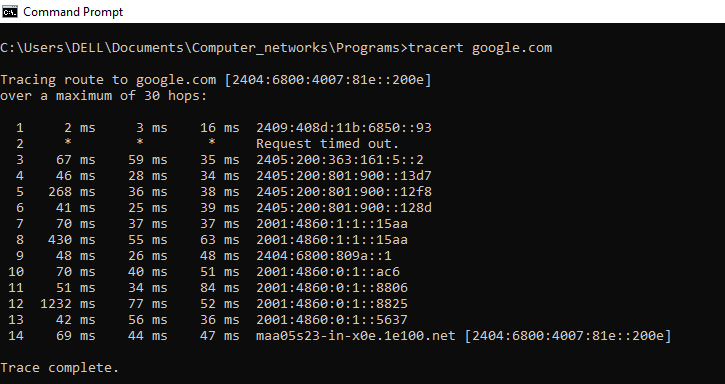 Command Prompt
C:\Users\DELL\Documents\Computer_networks\Programs>tracert google.com
Tracing route to google.com [2404:6800:4007:81e::200e]
over a maximum of 30 hops:
1 2 ms 3 ms 16 ms 2409:408d:11b:6850::93
2 * * * Request timed out.
3 67 ms 59 ms 35 ms 2405:200:363:161:5::2
4 46 ms 28 ms 34 ms 2405:200:801:900::13d7
5 268 ms 36 ms 38 ms 2405:200:801:900::12f8
6 41 ms 25 ms 39 ms 2405:200:801:900::128d
7 70 ms 37 ms 37 ms 2001:4860:1:1::15aa
8 430 ms 55 ms 63 ms 2001:4860:1:1::15aa
9 48 ms 26 ms 48 ms 2404:6800:809a::1
10 70 ms 40 ms 51 ms 2001:4860:0:1::ac6
11 51 ms 34 ms 84 ms 2001:4860:0:1::8806
12 1232 ms 77 ms 52 ms 2001:4860:0:1::8825
13 42 ms 56 ms 36 ms 2001:4860:0:1::5637
14 69 ms 44 ms 47 ms maa05s23-in-x0e.1e100.net [2404:6800:4007:81e::200e]
Trace complete.